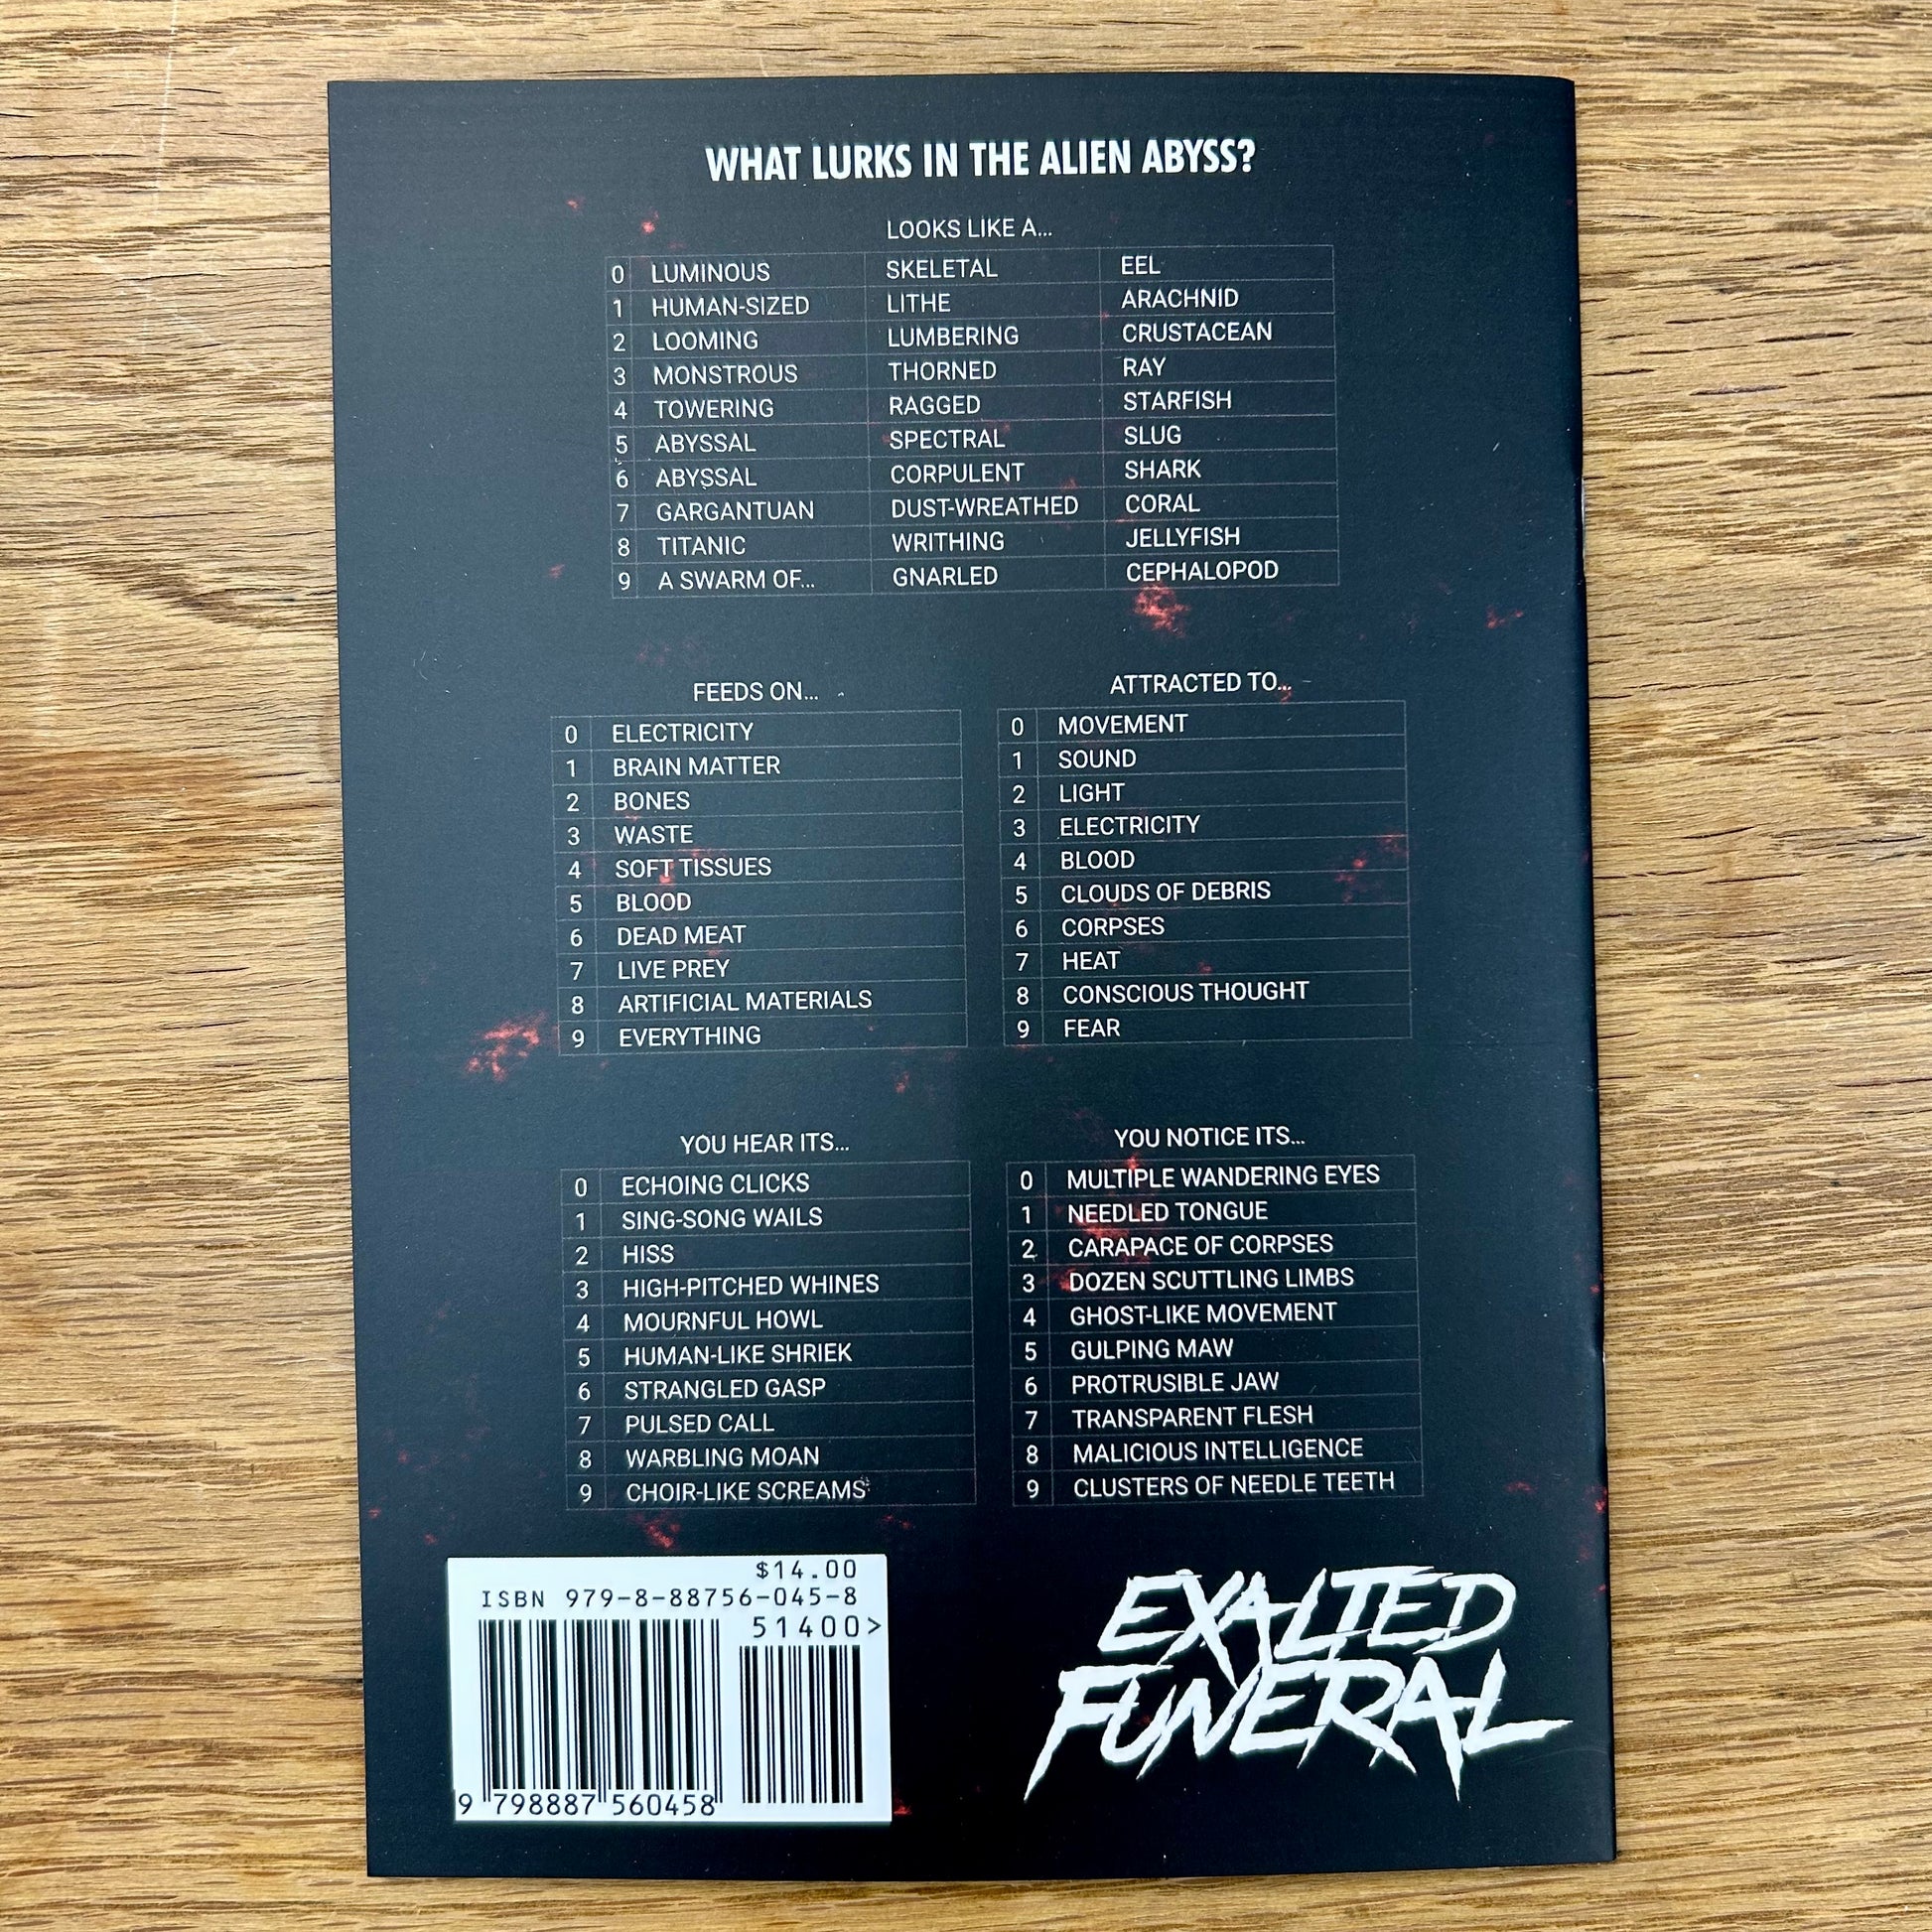 WHAT LURKS IN THE ALIEN ABYSS?
LOOKS LIKE A...
0 LUMINOUS SKELETAL EEL
1 HUMAN-SIZED LITHE ARACHNID
2 LOOMING LUMBERING CRUSTACEAN
3 MONSTROUS THORNED RAY
4 TOWERING RAGGED STARFISH
5 ABYSSAL SPECTRAL SLUG
6 ABYSSAL CORPULENT SHARK
7 GARGANTUAN DUST-WREATHED CORAL
8 TITANIC WRITHING JELLYFISH
9 A SWARM OF... GNARLED CEPHALOPOD
FEEDS ON...
0 ELECTRICITY
1 BRAIN MATTER
2 BONES
3 WASTE
4 SOFT TISSUES
5 BLOOD
6 DEAD MEAT
7 LIVE PREY
8 ARTIFICIAL MATERIALS
9 EVERYTHING
ATTRACTED TO...
0 MOVEMENT
1 SOUND
2 LIGHT
3 ELECTRICITY
4 BLOOD
5 CLOUDS OF DEBRIS
6 CORPSES
7 HEAT
8 CONSCIOUS THOUGHT
9 FEAR
YOU HEAR ITS...
0 ECHOING CLICKS
1 SING-SONG WAILS
2 HISS
3 HIGH-PITCHED WHINES
4 MOURNFUL HOWL
5 HUMAN-LIKE SHRIEK
6 STRANGLED GASP
7 PULSED CALL
8 WARBLING MOAN
9 CHOIR-LIKE SCREAMS
YOU NOTICE ITS...
0 MULTIPLE WANDERING EYES
1 NEEDLED TONGUE
2 CARAPACE OF CORPSES
3 DOZEN SCUTTLING LIMBS
4 GHOST-LIKE MOVEMENT
5 GULPING MAW
6 PROTRUSIBLE JAW
7 TRANSPARENT FLESH
8 MALICIOUS INTELLIGENCE
9 CLUSTERS OF NEEDLE TEETH
$14.00
ISBN 979-8-88756-045-8
51400>
9 798887 560458
EXALTED
FUNERAL